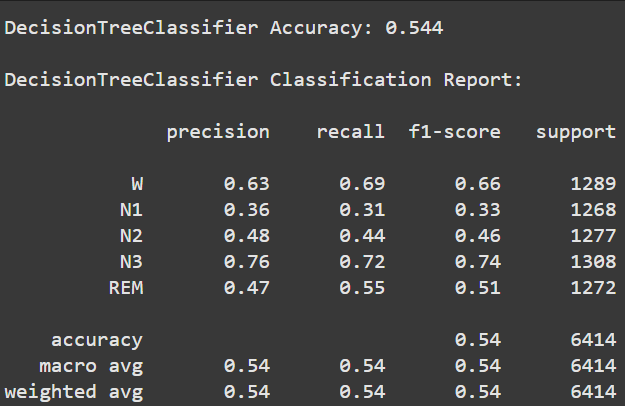 DecisionTreeClassifier Accuracy: 0.544
DecisionTreeClassifier Classification Report:
precision recall f1-score support
W 0.63 0.69 0.66 1289
N1 0.36 0.31 0.33 1268
N2 0.48 0.44 0.46 1277
N3 0.76 0.72 0.74 1308
REM 0.47 0.55 0.51 1272
accuracy 0.54 6414
macro avg 0.54 0.54 0.54 6414
weighted avg 0.54 0.54 0.54 6414